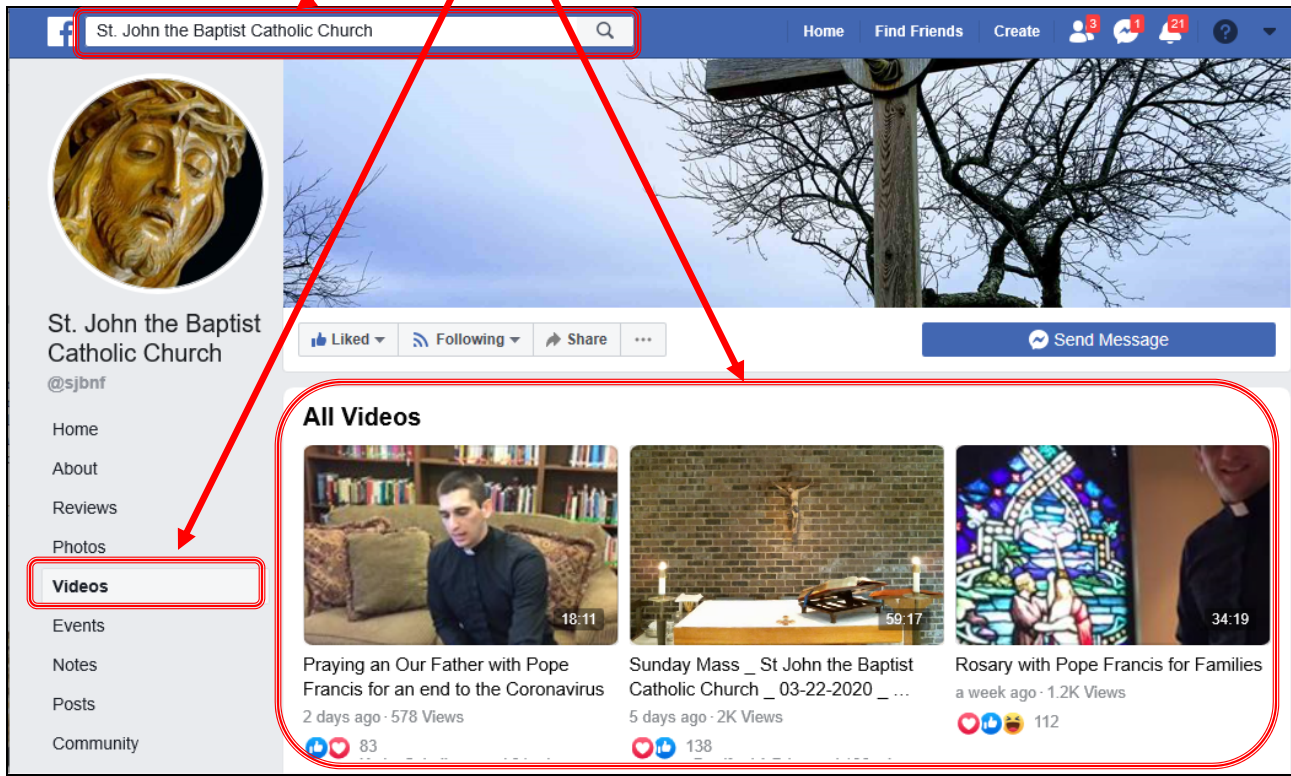 St. John the Baptist Catholic Church
Home Find Friends Create 3 1 21
St. John the Baptist
Catholic Church
@sjbnf
Home
About
Reviews
Photos
Videos
Events
Notes
Posts
Community
Liked Following Share ...
Send Message
All Videos
18:11
59:17
34:19
Praying an Our Father with Pope
Francis for an end to the Coronavirus
2 days ago · 578 Views
83
Sunday Mass _ St John the Baptist
Catholic Church _ 03-22-2020 _ ...
5 days ago · 2K Views
138
Rosary with Pope Francis for Families
a week ago · 1.2K Views
112